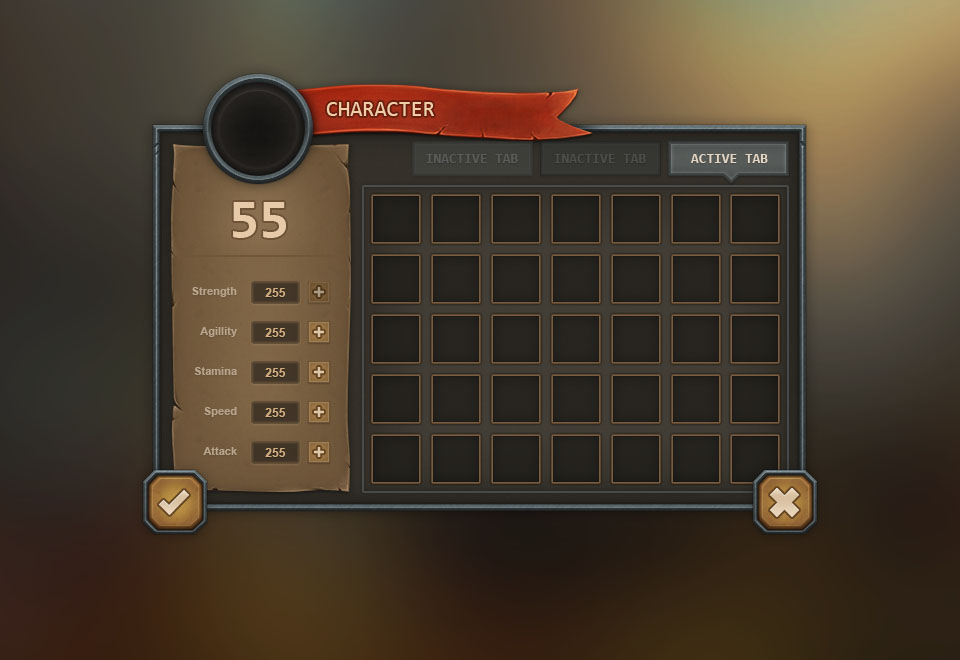 CHARACTER
INACTIVE TAB INACTIVE TAB ACTIVE TAB
55
Strength 255
Agillity 255
Stamina 255
Speed 255
Attack 255